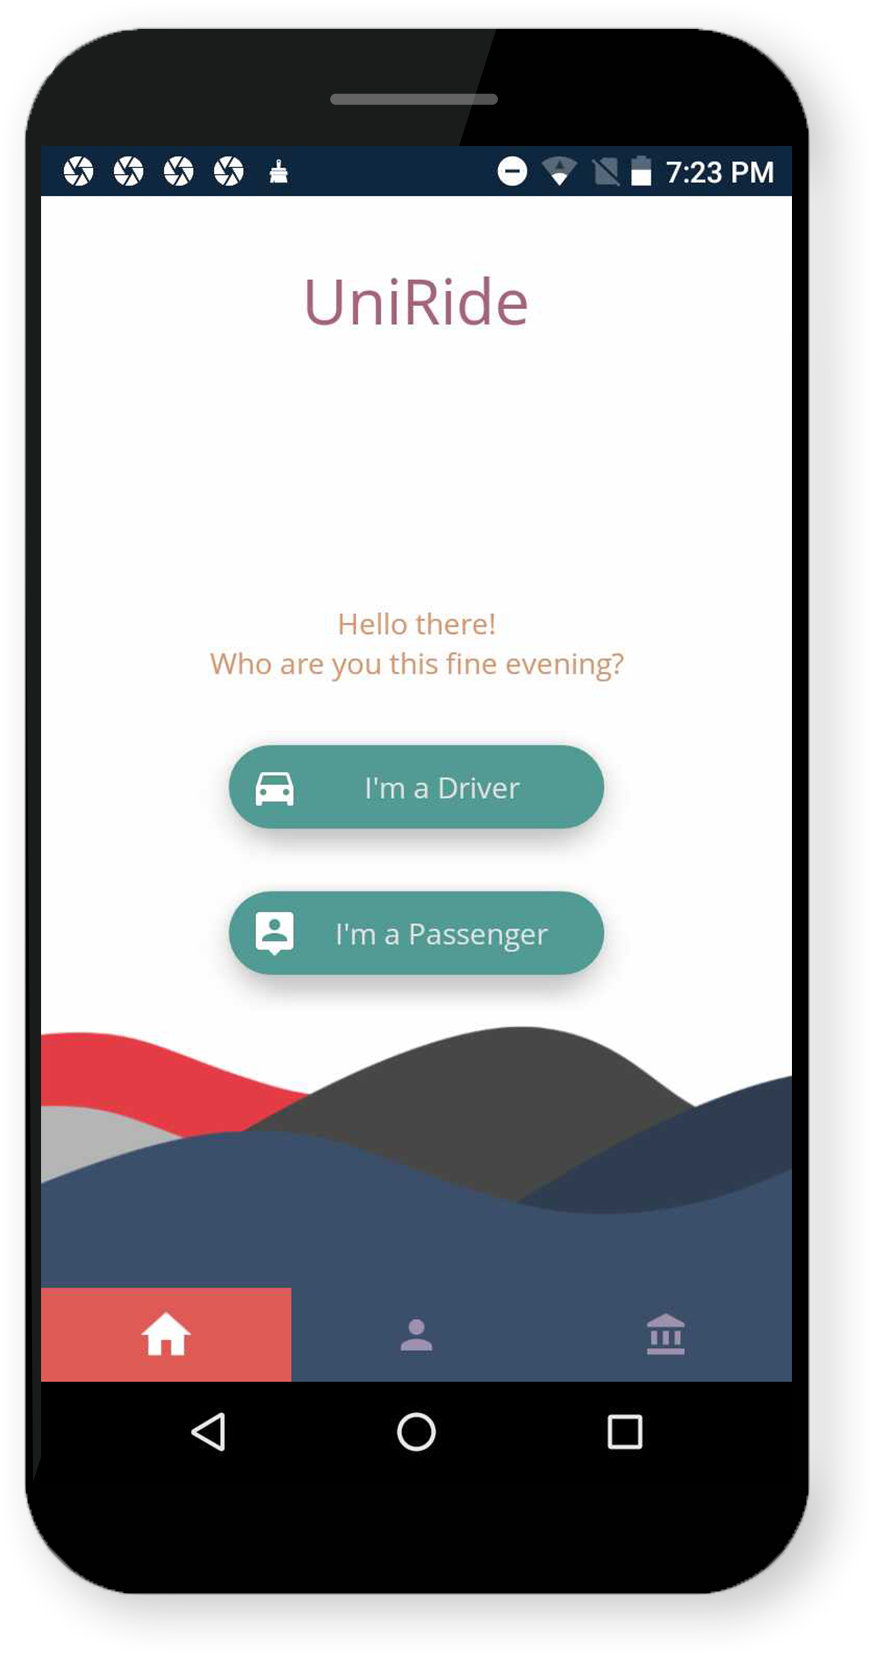 7:23 PM
UniRide
Hello there!
Who are you this fine evening?
I'm a Driver
I'm a Passenger